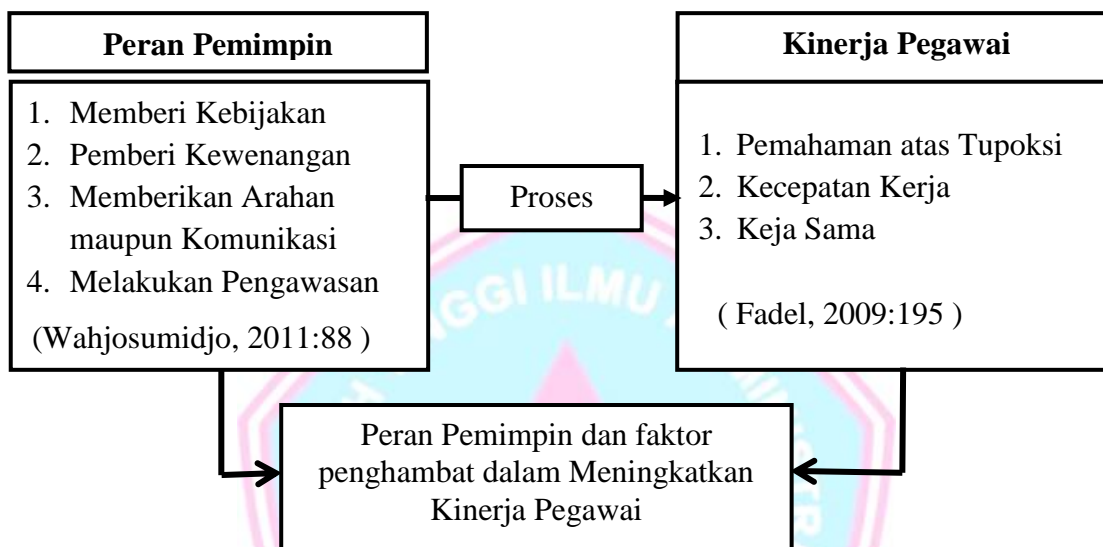 Peran Pemimpin
1. Memberi Kebijakan
2. Pemberi Kewenangan
3. Memberikan Arahan
maupun Komunikasi
4. Melakukan Pengawasan
(Wahjosumidjo, 2011:88 )
Proses
Kinerja Pegawai
1. Pemahaman atas Tupoksi
2. Kecepatan Kerja
3. Keja Sama
( Fadel, 2009:195 )
Peran Pemimpin dan faktor
penghambat dalam Meningkatkan
Kinerja Pegawai
GGI ILMU